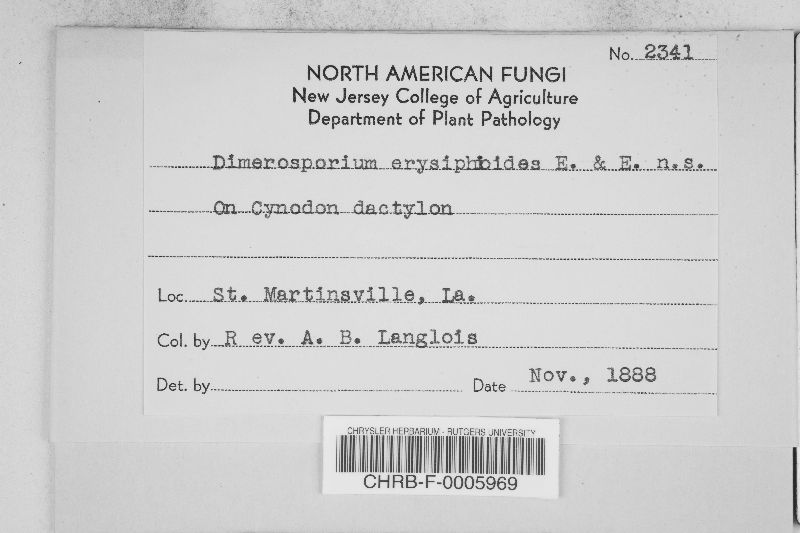 No. 2341
NORTH AMERICAN FUNGI
New Jersey College of Agriculture
Department of Plant Pathology
Dimerosporium erysiphoides E. & E. n.s.
On Cynodon dactylon
Loc. St. Martinsville, La.
Col. by R ev. A. B. Langlois
Det. by
Date Nov., 1888
CHRYSLER HERBARIUM - RUTGERS UNIVERSITY
CHRB-F-0005969